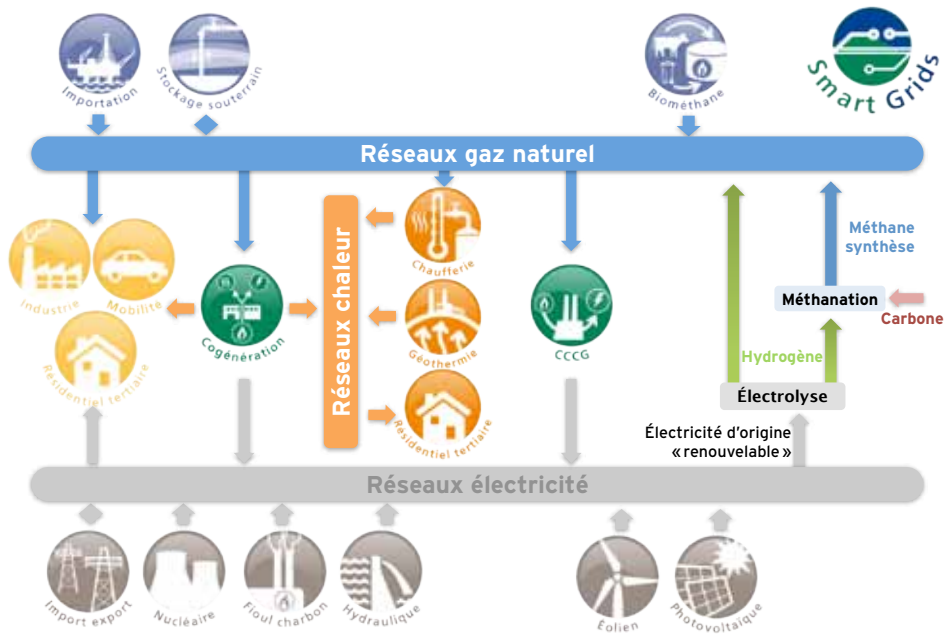 Importation
Stockage souterrain
Biométhane
Smart Grids
Réseaux gaz naturel
Industrie
Mobilité
Résidentiel tertiaire
Cogénération
Réseaux chaleur
Chaufferie
Géothermie
Résidentiel tertiaire
CCCG
Méthane
synthèse
Méthanation
Carbone
Hydrogène
Électrolyse
Électricité d'origine
« renouvelable »
Réseaux électricité
Import export
Nucléaire
Fioul charbon
Hydraulique
Éolien
Photovoltaïque